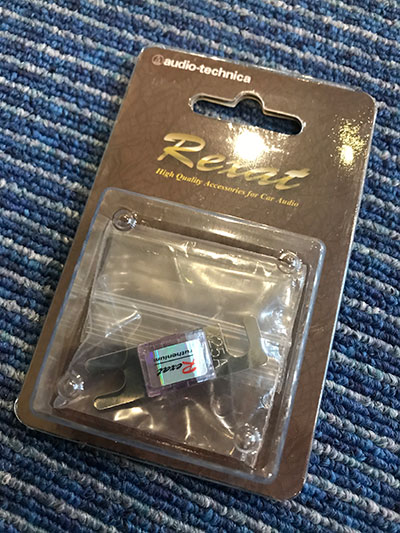 audio-technica
Rexat
High Quality Accessories for Car Audio
Rexat
ruthenium